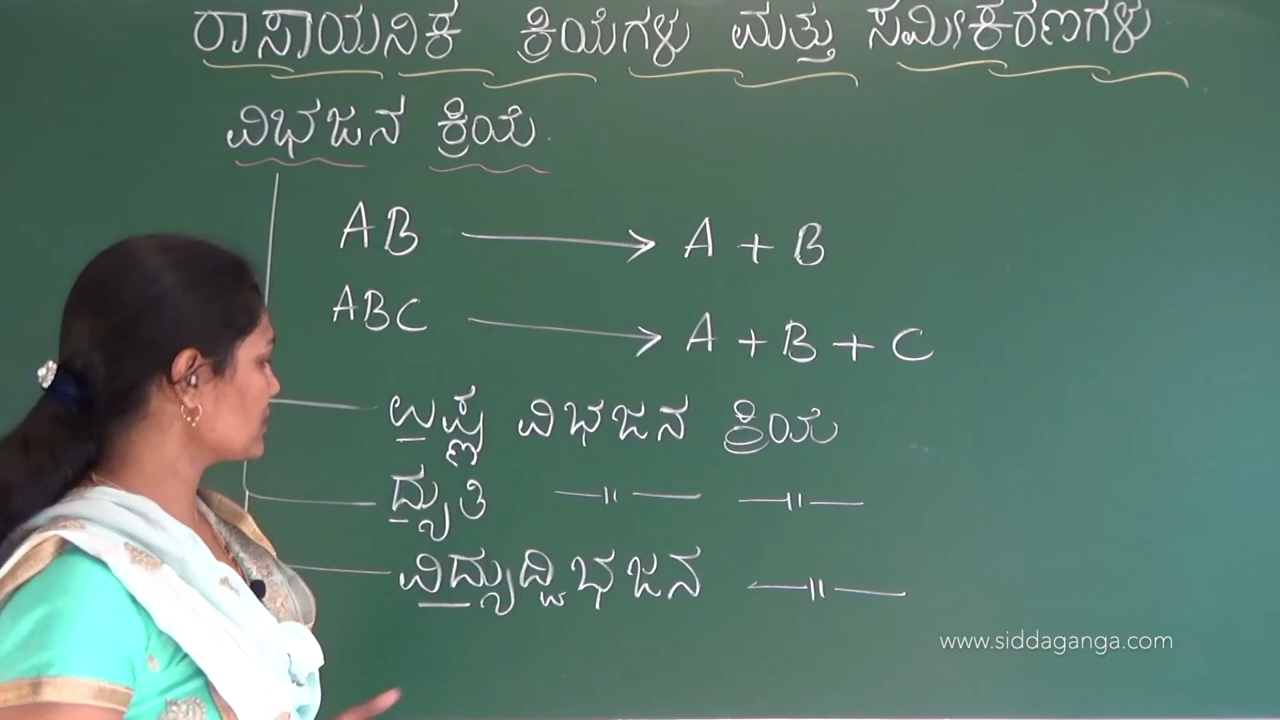 ರಾಸಾಯನಿಕ ಕ್ರಿಯೆಗಳು ಮತ್ತು ಸಮೀಕರಣಗಳು
ವಿಭಜನ ಕ್ರಿಯೆ.
AB → A + B
ABC → A + B + C
ಉಷ್ಣ ವಿಭಜನ ಕ್ರಿಯೆ
ದ್ಯುತಿ —॥— —॥—
ವಿದ್ಯುದ್ವಿಭಜನ —॥—
www.siddaganga.com